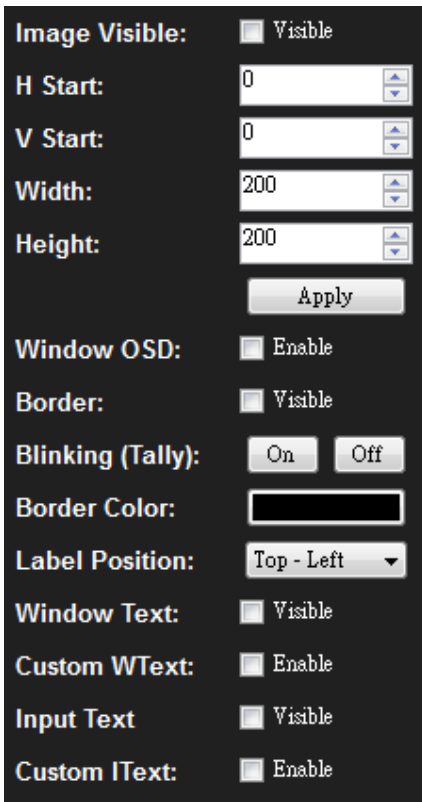 Image Visible: Visible
H Start: 0
V Start: 0
Width: 200
Height: 200
Apply
Window OSD: Enable
Border: Visible
Blinking (Tally): On Off
Border Color:
Label Position: Top - Left
Window Text: Visible
Custom WText: Enable
Input Text Visible
Custom IText: Enable